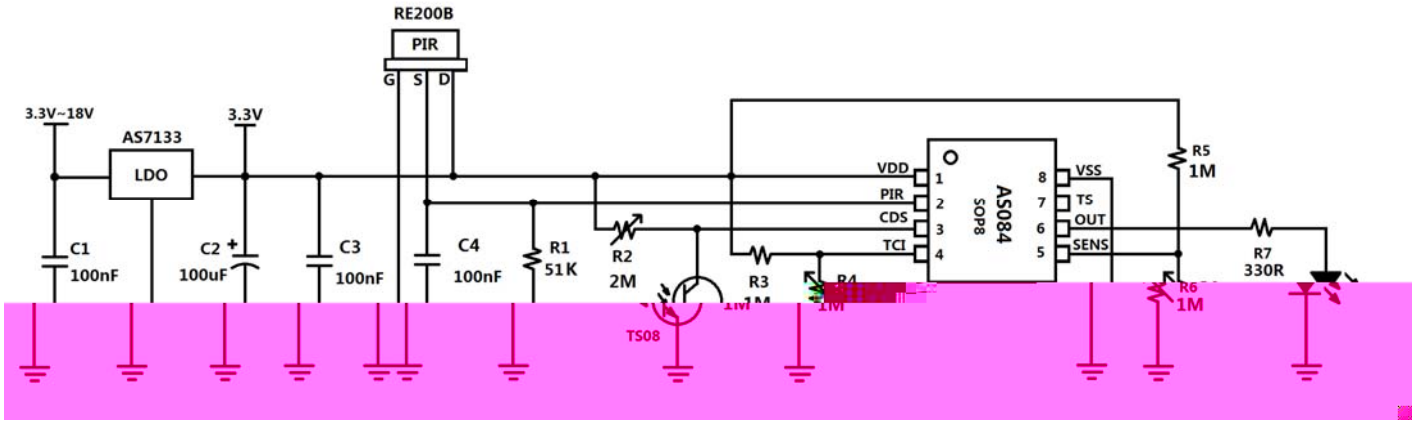 RE200B
PIR
G S D
3.3V~18V
3.3V
AS7133
LDO
C1
100nF
C2
+
100uF
C3
100nF
C4
100nF
R1
51K
R2
2M
TS08
R3
1M
R4
1M
VDD
PIR
CDS
TCI
1
2
3
4
AS084
SOP8
8
7
6
5
VSS
TS
OUT
SENS
R5
1M
R6
1M
R7
330R